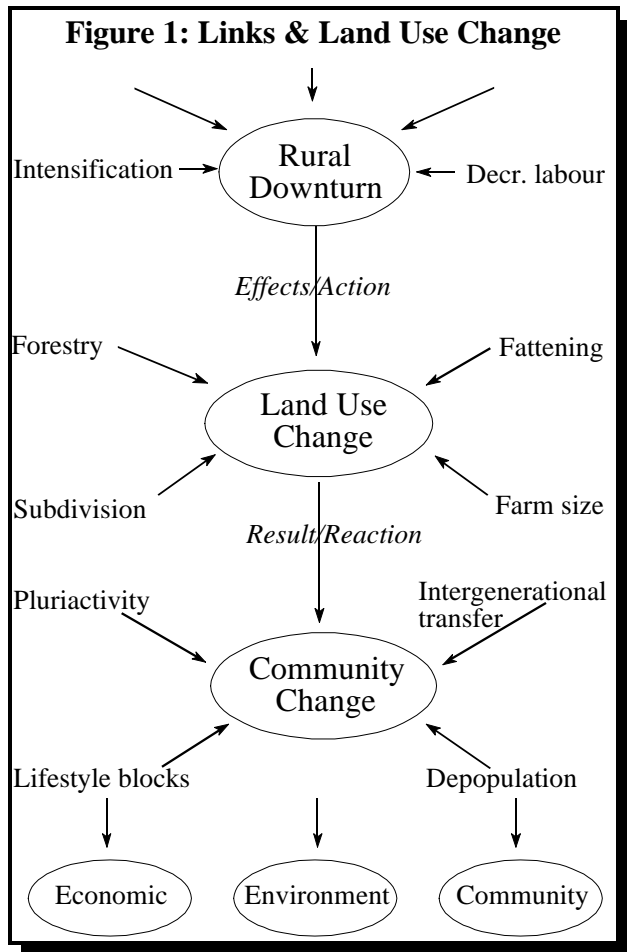 Figure 1: Links & Land Use Change
Rural
Downturn
Intensification
Decr. labour
Effects/Action
Forestry
Fattening
Land Use
Change
Subdivision
Farm size
Result/Reaction
Pluriactivity
Intergenerational
transfer
Community
Change
Lifestyle blocks
Depopulation
Economic
Environment
Community